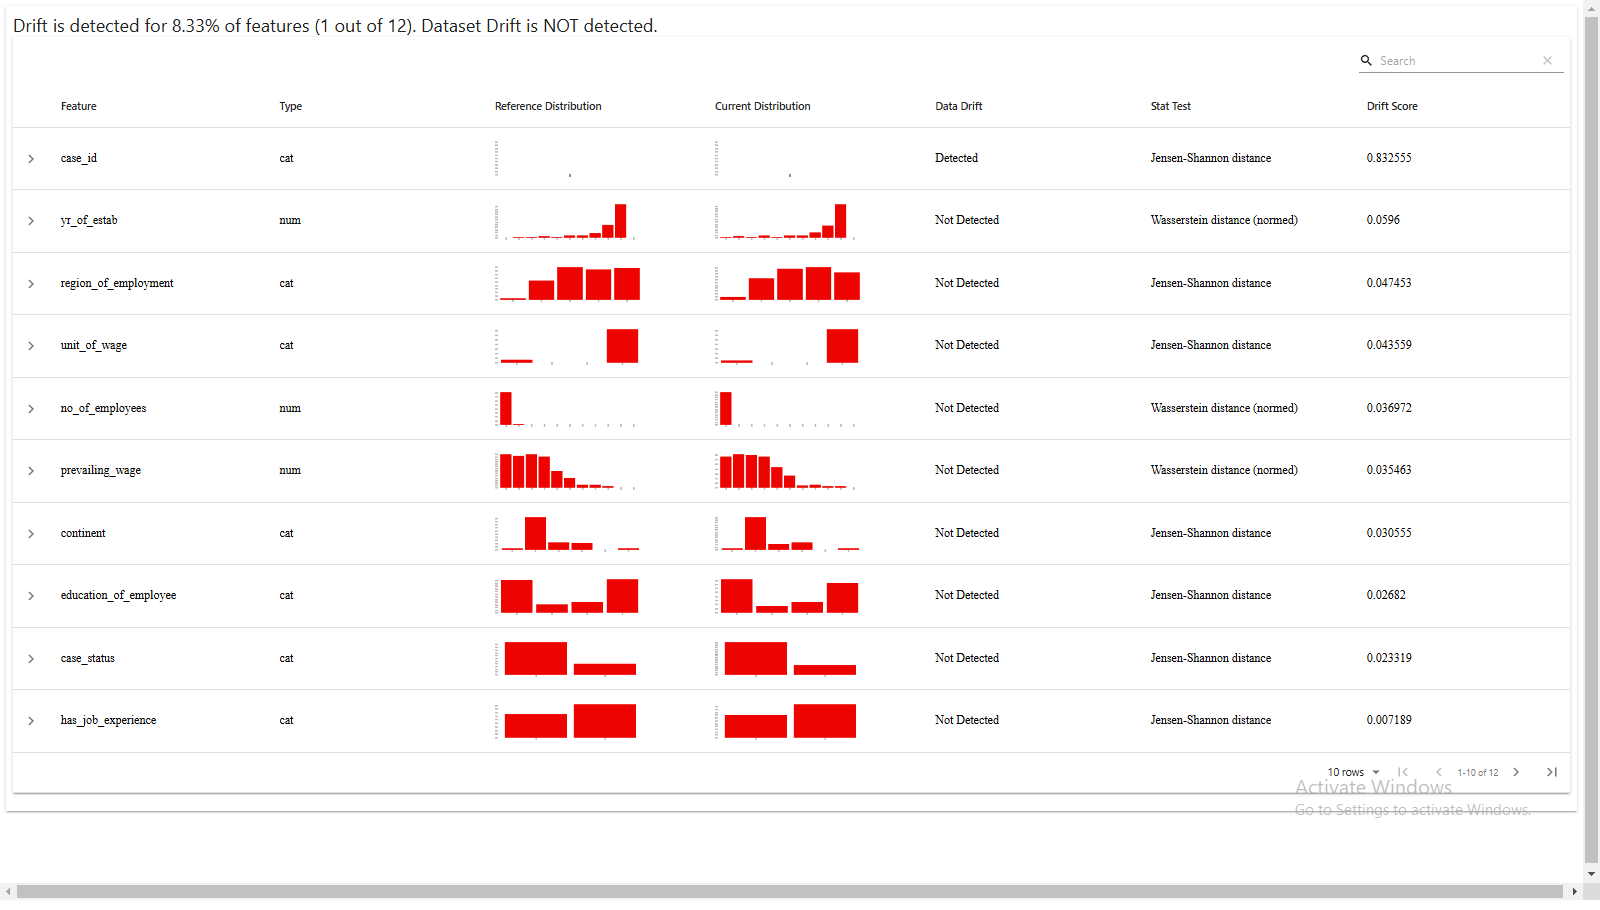 Drift is detected for 8.33% of features (1 out of 12). Dataset Drift is NOT detected.
Search
Feature Type Reference Distribution Current Distribution Data Drift Stat Test Drift Score
case_id cat Detected Jensen-Shannon distance 0.832555
yr_of_estab num Not Detected Wasserstein distance (normed) 0.0596
region_of_employment cat Not Detected Jensen-Shannon distance 0.047453
unit_of_wage cat Not Detected Jensen-Shannon distance 0.043559
no_of_employees num Not Detected Wasserstein distance (normed) 0.036972
prevailing_wage num Not Detected Wasserstein distance (normed) 0.035463
continent cat Not Detected Jensen-Shannon distance 0.030555
education_of_employee cat Not Detected Jensen-Shannon distance 0.02682
case_status cat Not Detected Jensen-Shannon distance 0.023319
has_job_experience cat Not Detected Jensen-Shannon distance 0.007189
10 rows 1-10 of 12
Activate Windows
Go to Settings to activate Windows.